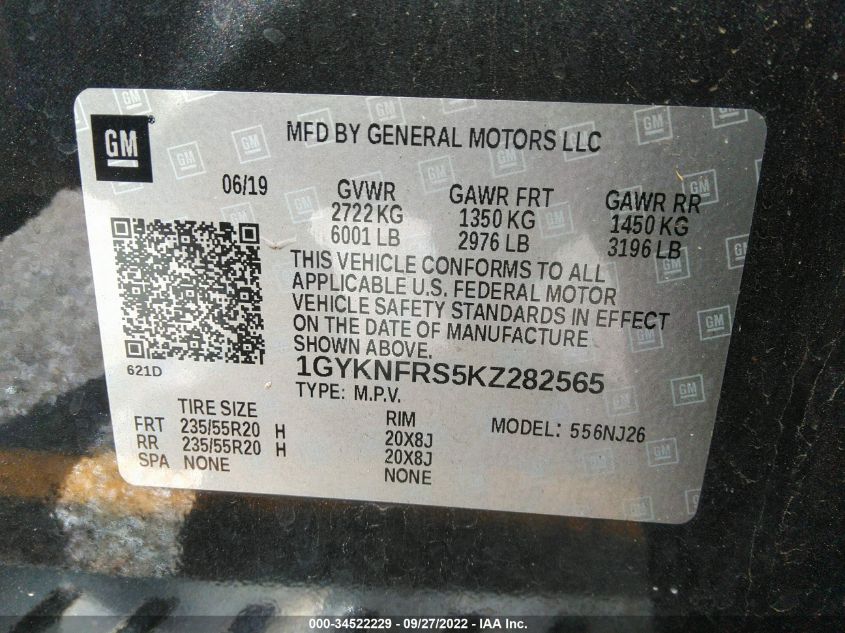 GM
MFD BY GENERAL MOTORS LLC
06/19
GVWR GAWR FRT GAWR RR
2722 KG 1350 KG 1450 KG
6001 LB 2976 LB 3196 LB
THIS VEHICLE CONFORMS TO ALL
APPLICABLE U.S. FEDERAL MOTOR
VEHICLE SAFETY STANDARDS IN EFFECT
ON THE DATE OF MANUFACTURE
SHOWN ABOVE.
621D
1GYKNFRS5KZ282565
TYPE: M.P.V.
TIRE SIZE RIM MODEL: 556NJ26
FRT 235/55R20 H 20X8J
RR 235/55R20 H 20X8J
SPA NONE NONE
000-34522229 - 09/27/2022 - IAA Inc.